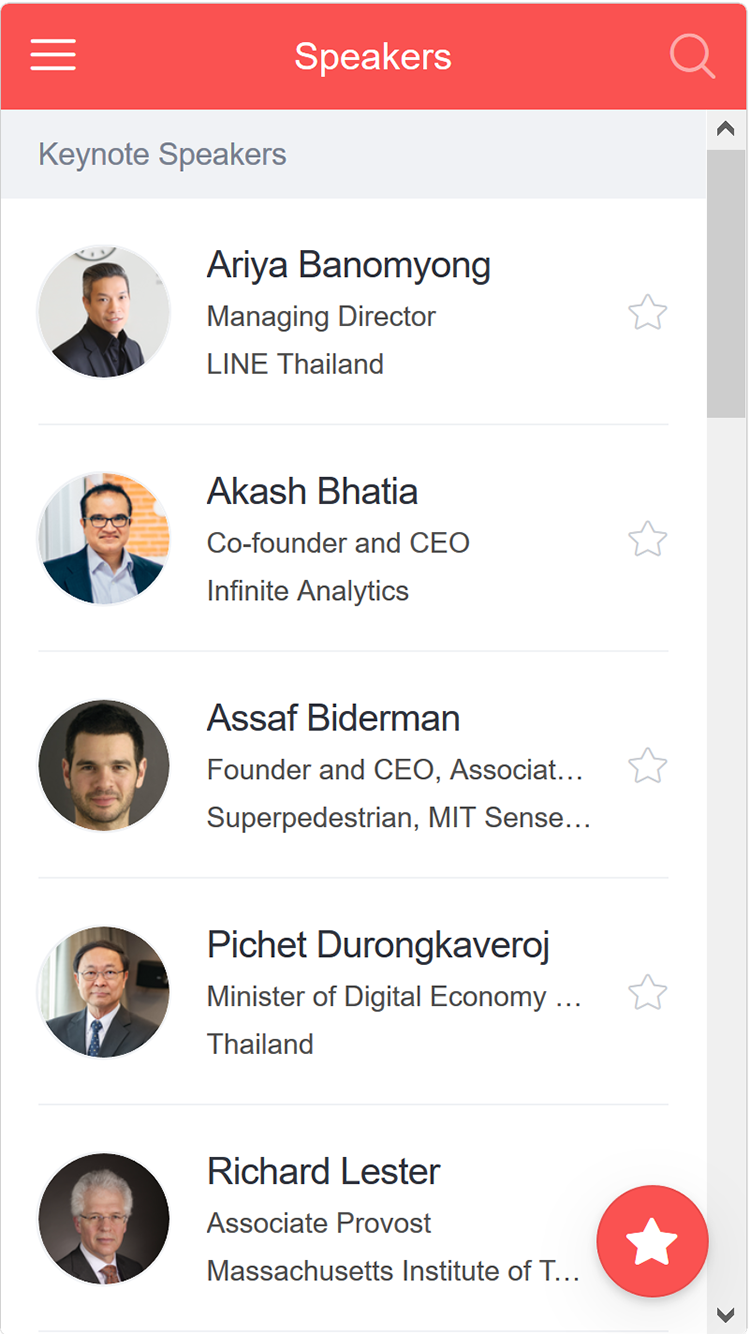 Speakers
Keynote Speakers
Ariya Banomyong
Managing Director
LINE Thailand
Akash Bhatia
Co-founder and CEO
Infinite Analytics
Assaf Biderman
Founder and CEO, Associat…
Superpedestrian, MIT Sense…
Pichet Durongkaveroj
Minister of Digital Economy …
Thailand
Richard Lester
Associate Provost
Massachusetts Institute of T…